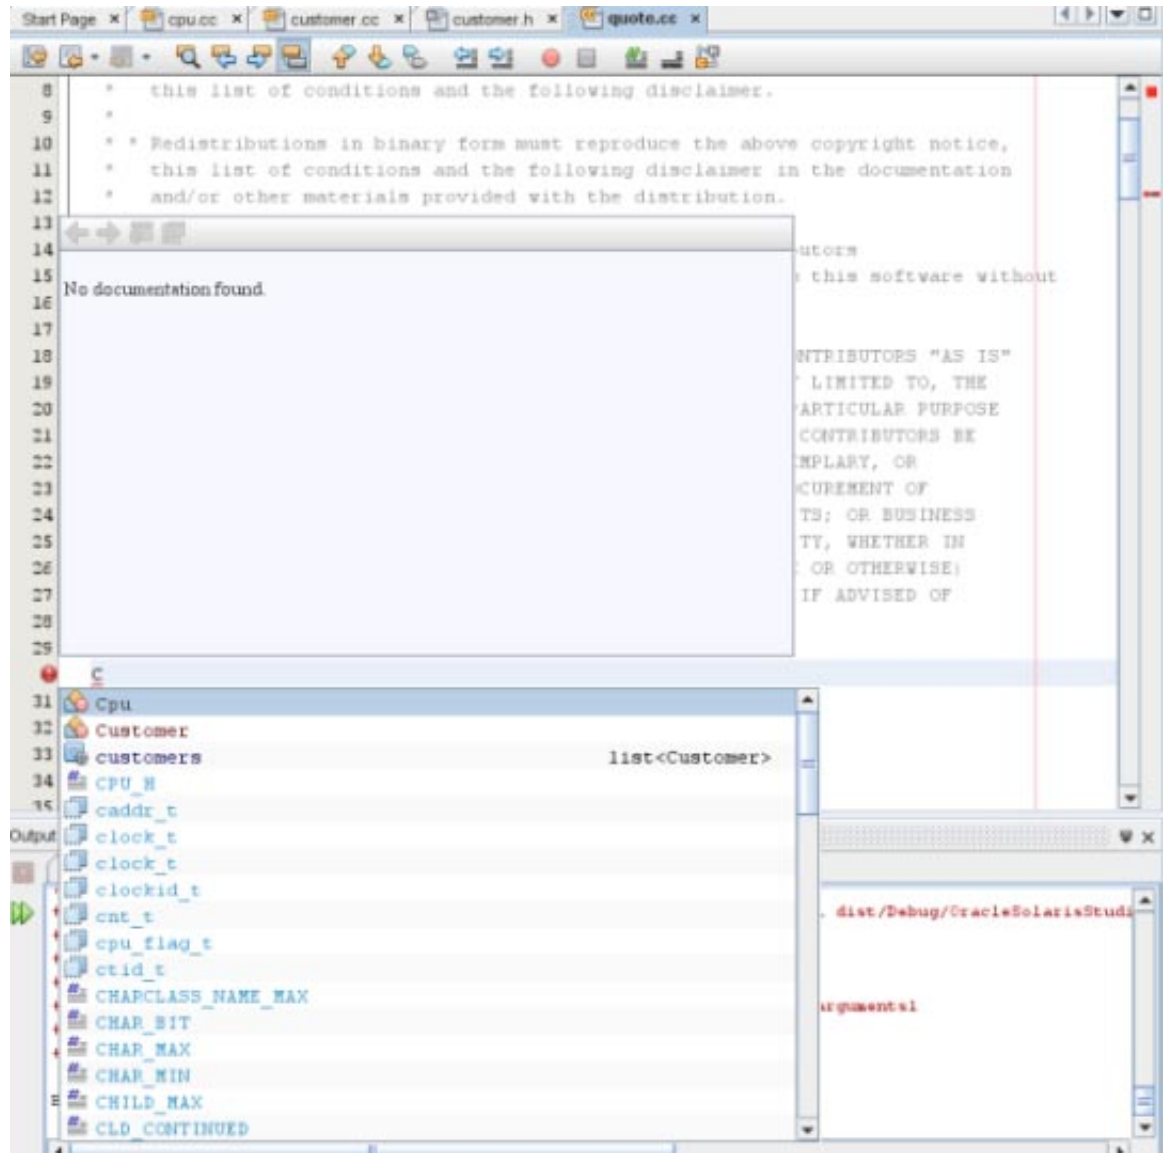 Start Page × cpu.cc × customer.cc × customer.h × quote.cc ×
8 * this list of conditions and the following disclaimer.
9 *
10 * * Redistributions in binary form must reproduce the above copyright notice,
11 * this list of conditions and the following disclaimer in the documentation
12 * and/or other materials provided with the distribution.
13
14 utors
15 this software without
16
No documentation found.
17
18 NTRIBUTORS "AS IS"
19 LIMITED TO, THE
20 ARTICULAR PURPOSE
21 CONTRIBUTORS BE
22 MPLARY, OR
23 CUREMENT OF
24 TS; OR BUSINESS
25 TY, WHETHER IN
26 OR OTHERWISE)
27 IF ADVISED OF
28
29
C
31 Cpu
32 Customer
33 customers list<Customer>
34 CPU_H
35 caddr_t
Output clock_t
clock_t
clockid_t
cnt_t . dist/Debug/OracleSolarisStudi
cpu_flag_t
ctid_t
CHARCLASS_NAME_MAX
rguments1
CHAR_BIT
CHAR_MAX
CHAR_MIN
CHILD_MAX
CLD_CONTINUED